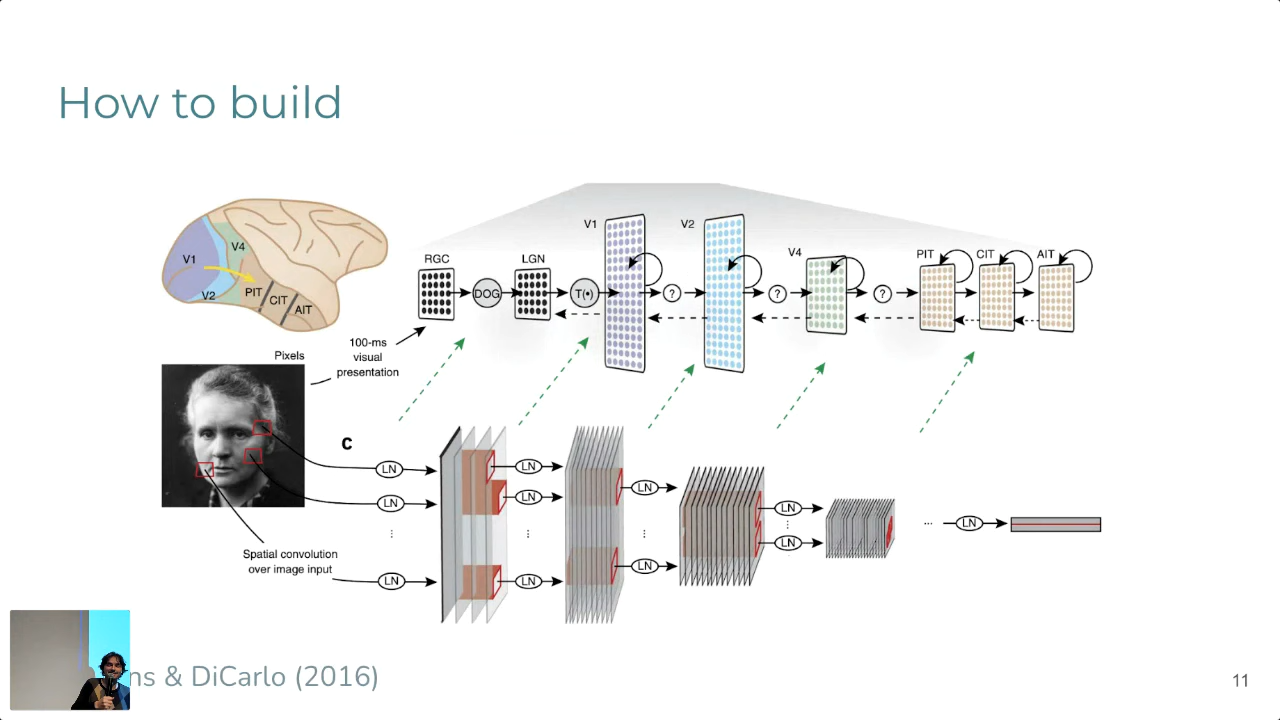 How to build
V1
V2
V4
PIT
CIT
AIT
RGC
DOG
LGN
T(•)
V1
?
V2
?
V4
?
PIT
CIT
AIT
100-ms
visual
presentation
Pixels
c
LN
LN
⋮
LN
LN
LN
⋮
LN
LN
⋮
LN
LN
⋮
LN
...
LN
Spatial convolution
over image input
& DiCarlo (2016)
11